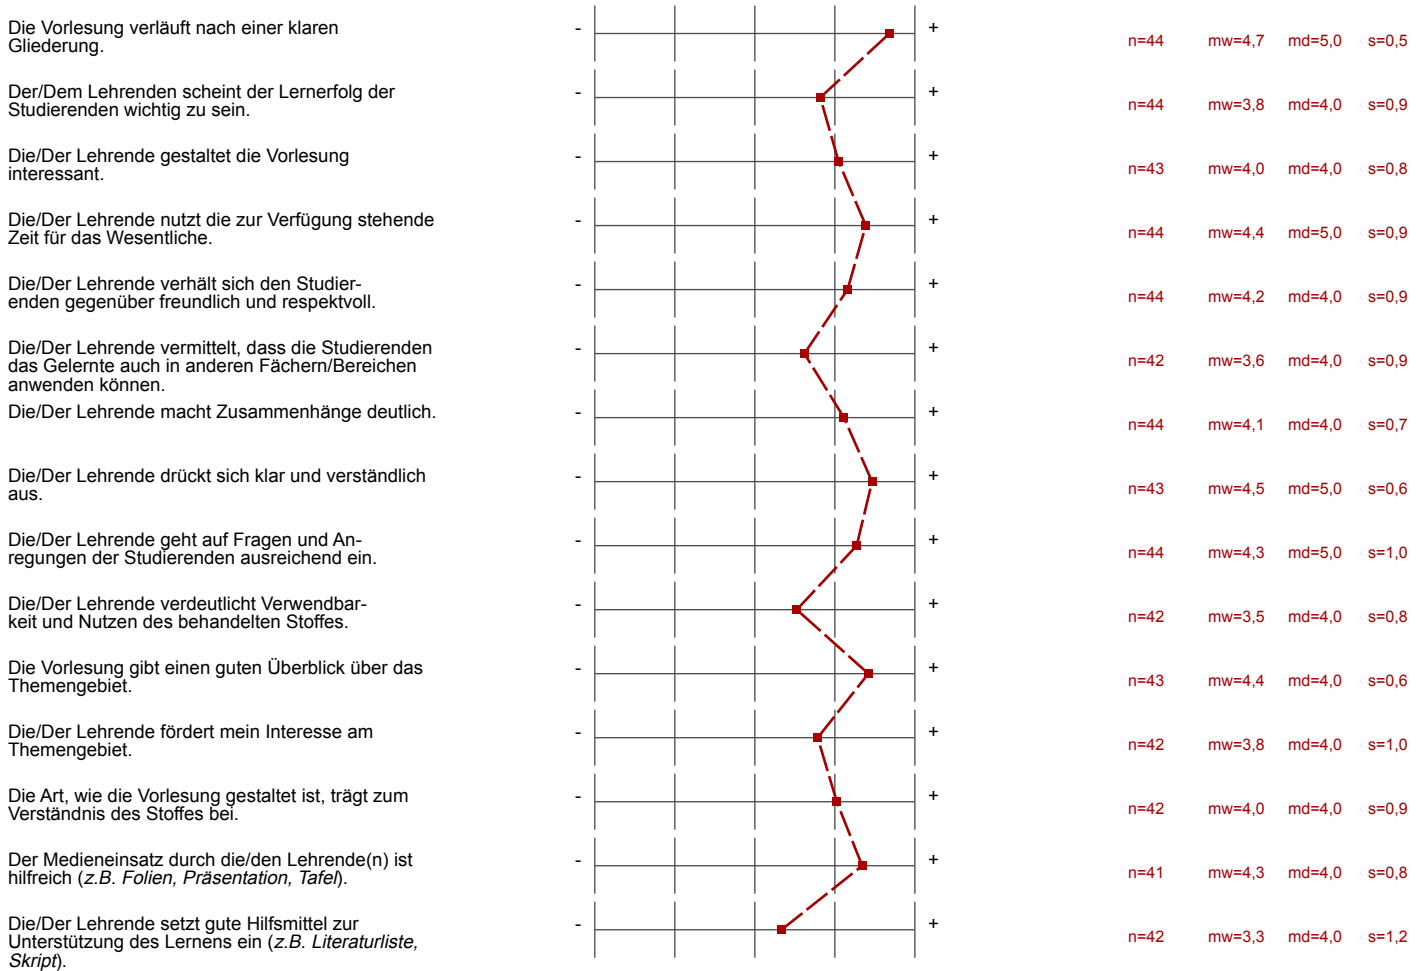 Die Vorlesung verläuft nach einer klaren
Gliederung.
- +
n=44 mw=4,7 md=5,0 s=0,5
Der/Dem Lehrenden scheint der Lernerfolg der
Studierenden wichtig zu sein.
- +
n=44 mw=3,8 md=4,0 s=0,9
Die/Der Lehrende gestaltet die Vorlesung
interessant.
- +
n=43 mw=4,0 md=4,0 s=0,8
Die/Der Lehrende nutzt die zur Verfügung stehende
Zeit für das Wesentliche.
- +
n=44 mw=4,4 md=5,0 s=0,9
Die/Der Lehrende verhält sich den Studier-
enden gegenüber freundlich und respektvoll.
- +
n=44 mw=4,2 md=4,0 s=0,9
Die/Der Lehrende vermittelt, dass die Studierenden
das Gelernte auch in anderen Fächern/Bereichen
anwenden können.
- +
n=42 mw=3,6 md=4,0 s=0,9
Die/Der Lehrende macht Zusammenhänge deutlich.
- +
n=44 mw=4,1 md=4,0 s=0,7
Die/Der Lehrende drückt sich klar und verständlich
aus.
- +
n=43 mw=4,5 md=5,0 s=0,6
Die/Der Lehrende geht auf Fragen und An-
regungen der Studierenden ausreichend ein.
- +
n=44 mw=4,3 md=5,0 s=1,0
Die/Der Lehrende verdeutlicht Verwendbar-
keit und Nutzen des behandelten Stoffes.
- +
n=42 mw=3,5 md=4,0 s=0,8
Die Vorlesung gibt einen guten Überblick über das
Themengebiet.
- +
n=43 mw=4,4 md=4,0 s=0,6
Die/Der Lehrende fördert mein Interesse am
Themengebiet.
- +
n=42 mw=3,8 md=4,0 s=1,0
Die Art, wie die Vorlesung gestaltet ist, trägt zum
Verständnis des Stoffes bei.
- +
n=42 mw=4,0 md=4,0 s=0,9
Der Medieneinsatz durch die/den Lehrende(n) ist
hilfreich (z.B. Folien, Präsentation, Tafel).
- +
n=41 mw=4,3 md=4,0 s=0,8
Die/Der Lehrende setzt gute Hilfsmittel zur
Unterstützung des Lernens ein (z.B. Literaturliste,
Skript).
- +
n=42 mw=3,3 md=4,0 s=1,2